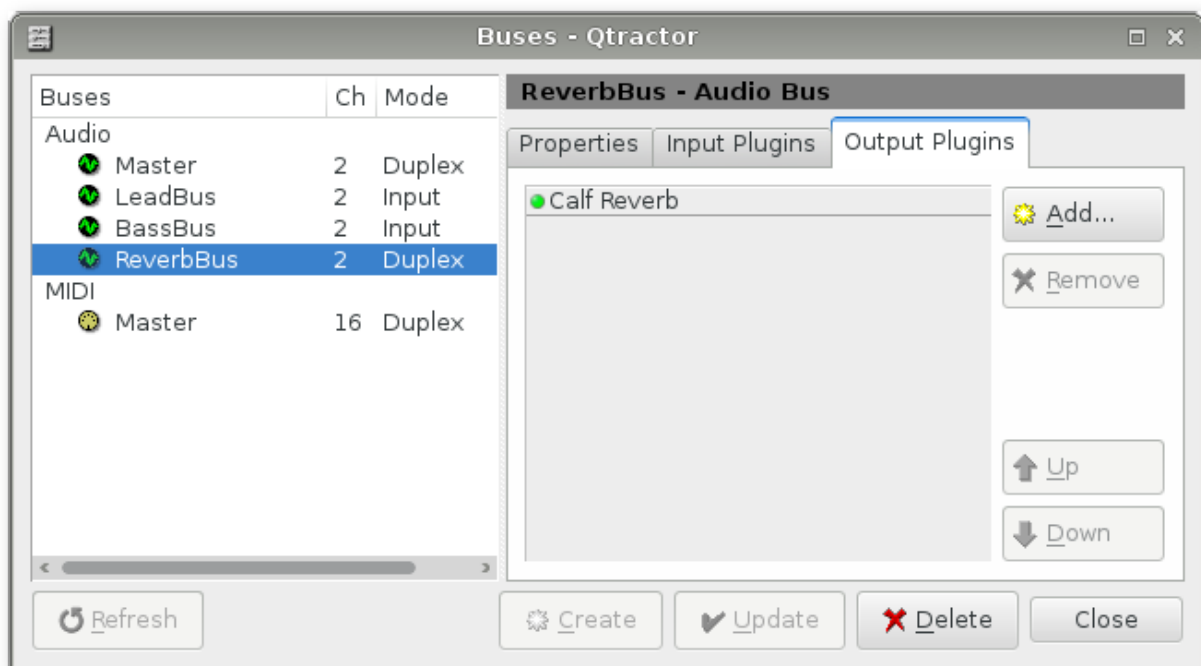 Buses - Qtractor
Buses Ch Mode
Audio
Master 2 Duplex
LeadBus 2 Input
BassBus 2 Input
ReverbBus 2 Duplex
MIDI
Master 16 Duplex
ReverbBus - Audio Bus
Properties Input Plugins Output Plugins
Calf Reverb
Add...
Remove
Up
Down
Refresh Create Update Delete Close